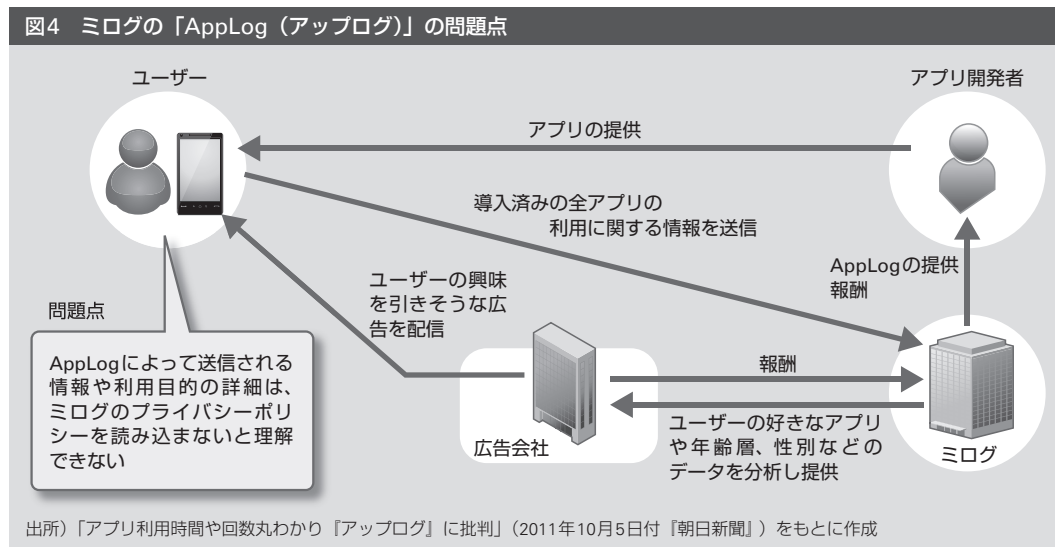 図4 ミログの「AppLog（アップログ）」の問題点
ユーザー
アプリ開発者
アプリの提供
導入済みの全アプリの
利用に関する情報を送信
AppLogの提供
報酬
ユーザーの興味
を引きそうな広
告を配信
問題点
AppLogによって送信される
情報や利用目的の詳細は、
ミログのプライバシーポリ
シーを読み込まないと理解
できない
報酬
広告会社
ユーザーの好きなアプリ
や年齢層、性別などの
データを分析し提供
ミログ
出所）「アプリ利用時間や回数丸わかり『アップログ』に批判」（2011年10月5日付『朝日新聞』）をもとに作成